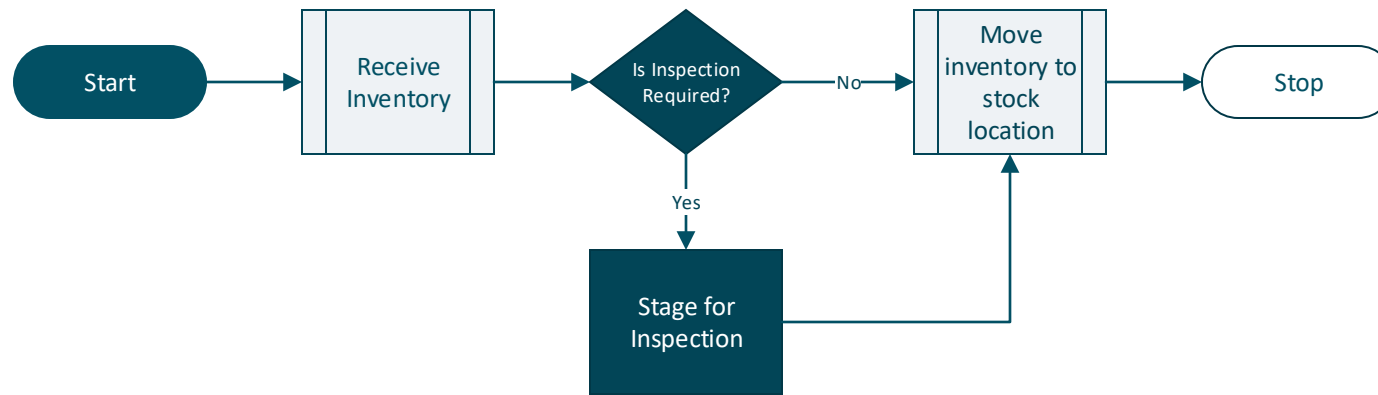 Start
Receive
Inventory
Is Inspection
Required?
No
Move
inventory to
stock
location
Stop
Yes
Stage for
Inspection